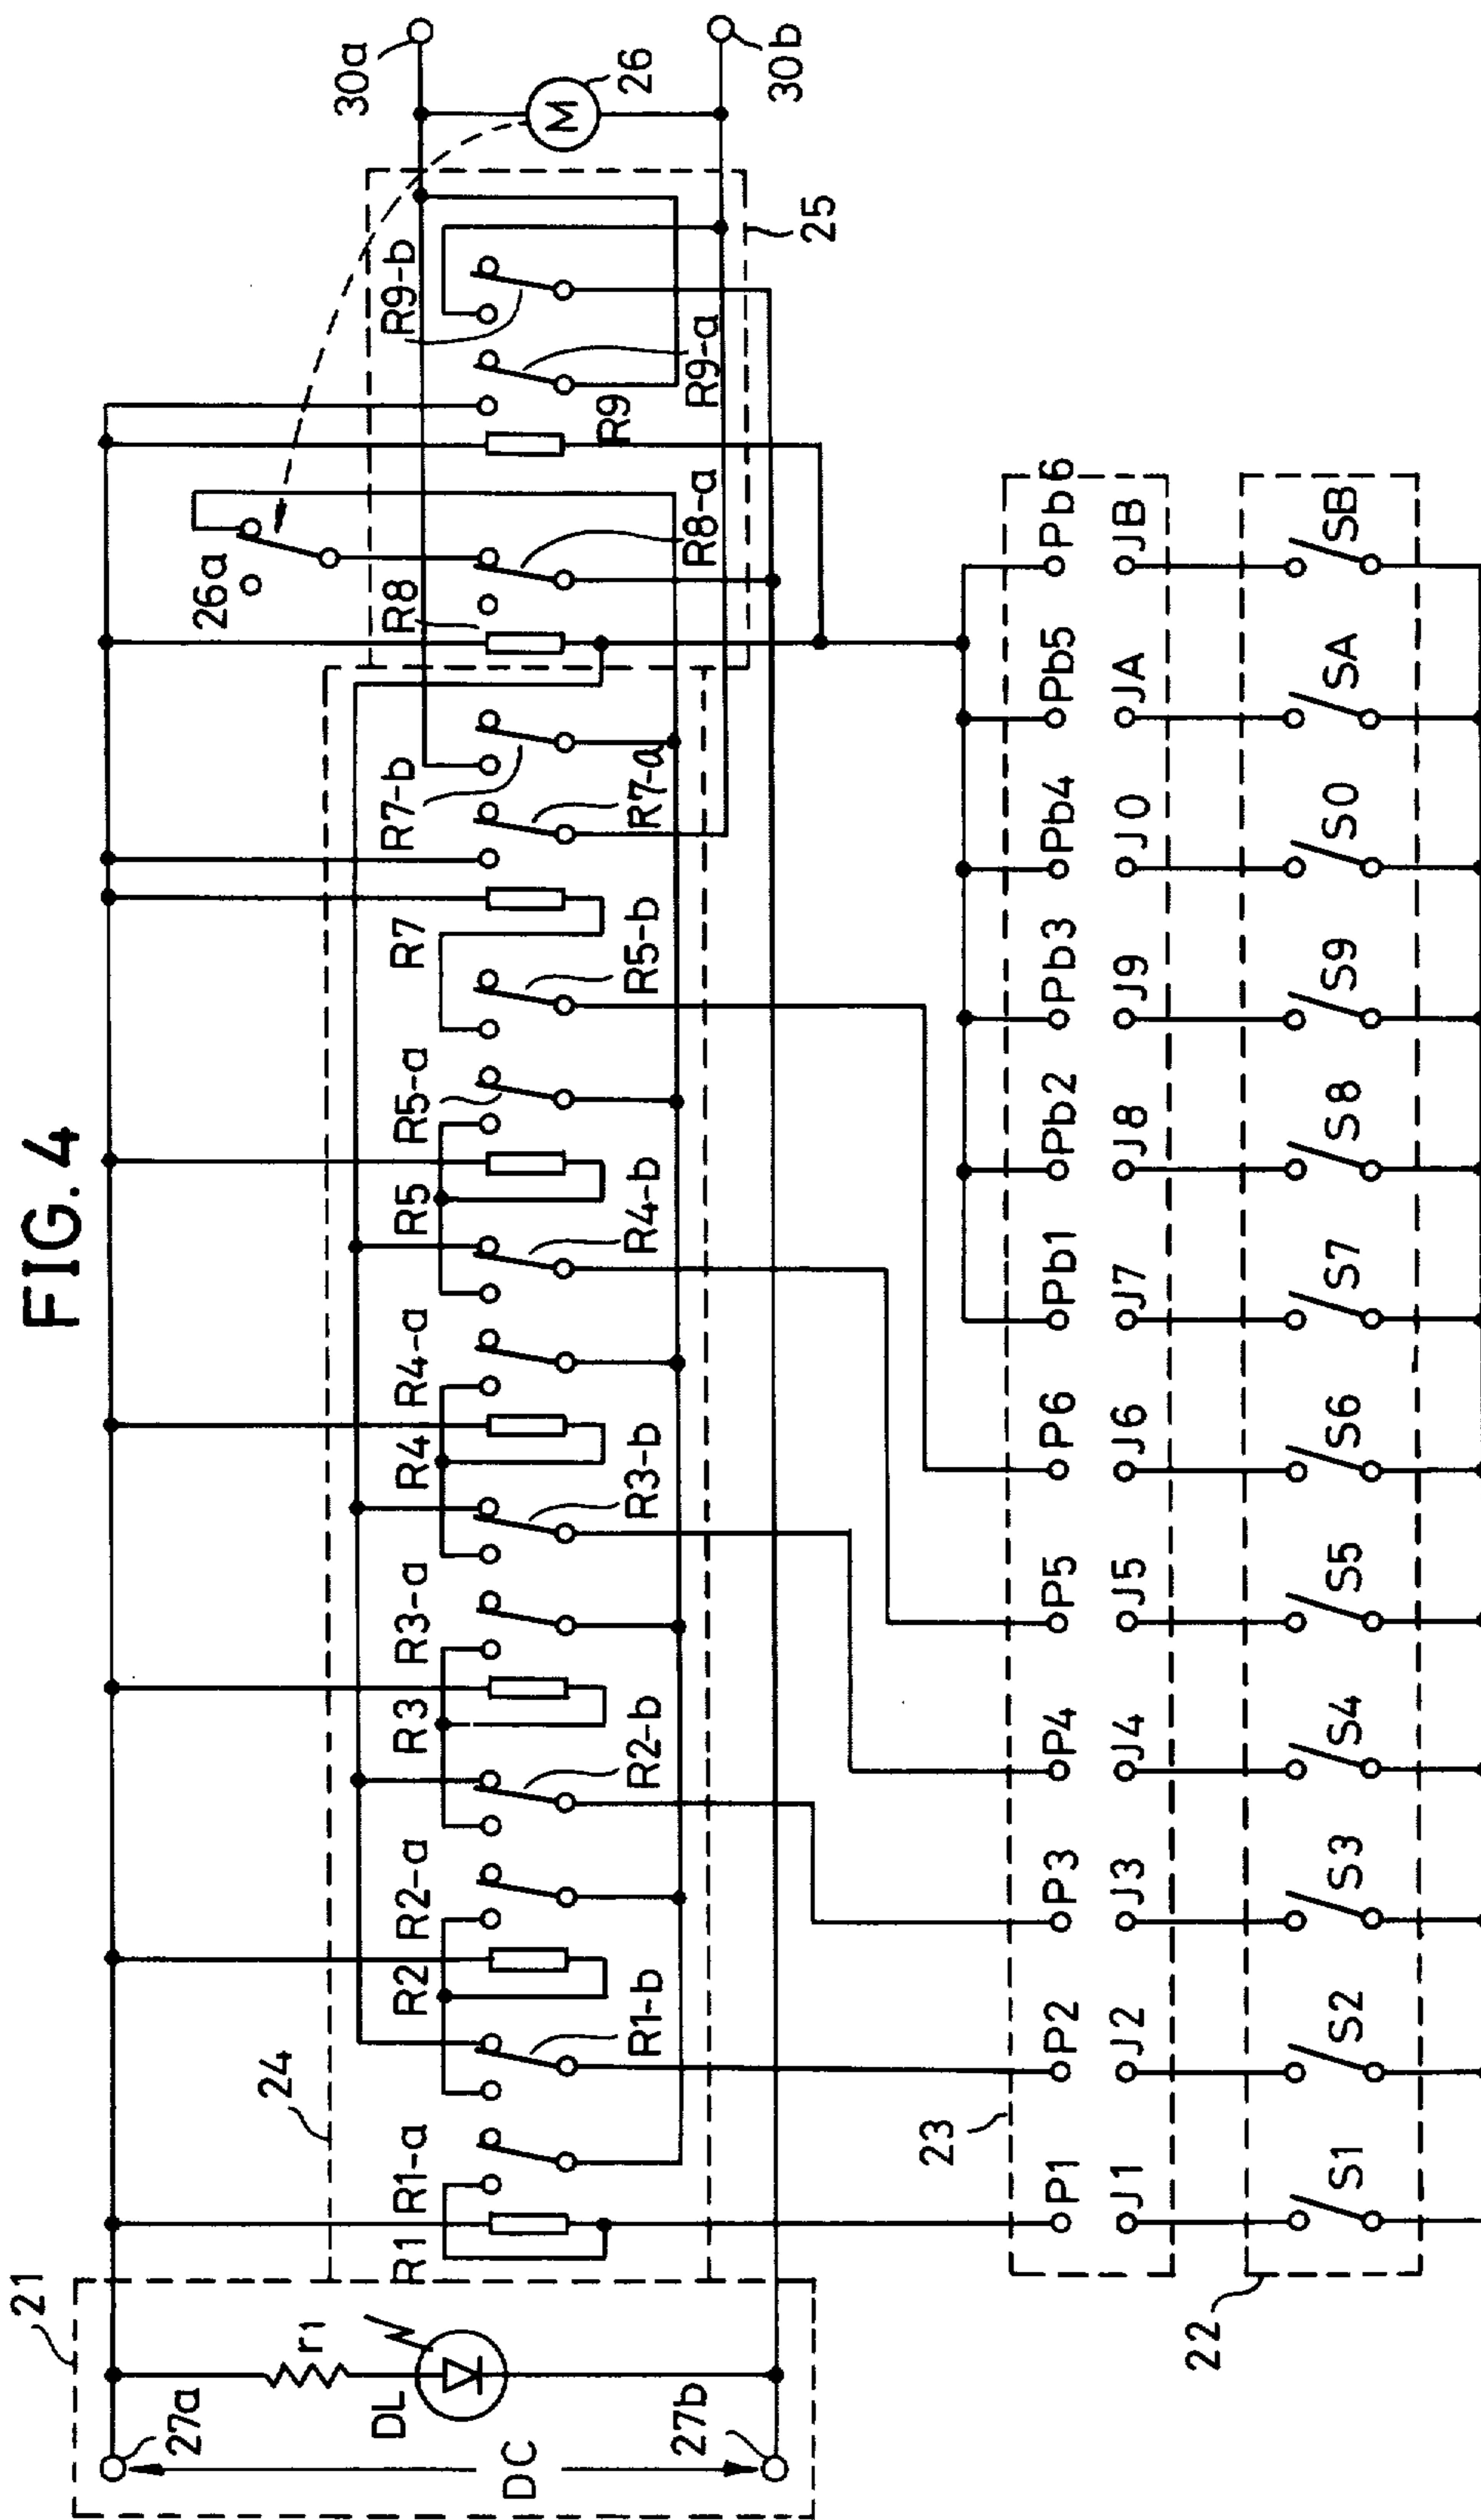 FIG. 4
21
27a
r1
DL
DC
27b
24
R1
R1-a
R1-b
R2
R2-a
R2-b
R3
R3-a
R3-b
R4
R4-a
R4-b
R5
R5-a
R5-b
R7
R7-a
R7-b
R8
R8-a
26a
R9
R9-a
R9-b
25
26
M
30a
30b
23
P1 P2 P3 P4 P5 P6 Pb1 Pb2 Pb3 Pb4 Pb5 Pb6
J1 J2 J3 J4 J5 J6 J7 J8 J9 J0 JA JB
22
S1 S2 S3 S4 S5 S6 S7 S8 S9 S0 SA SB